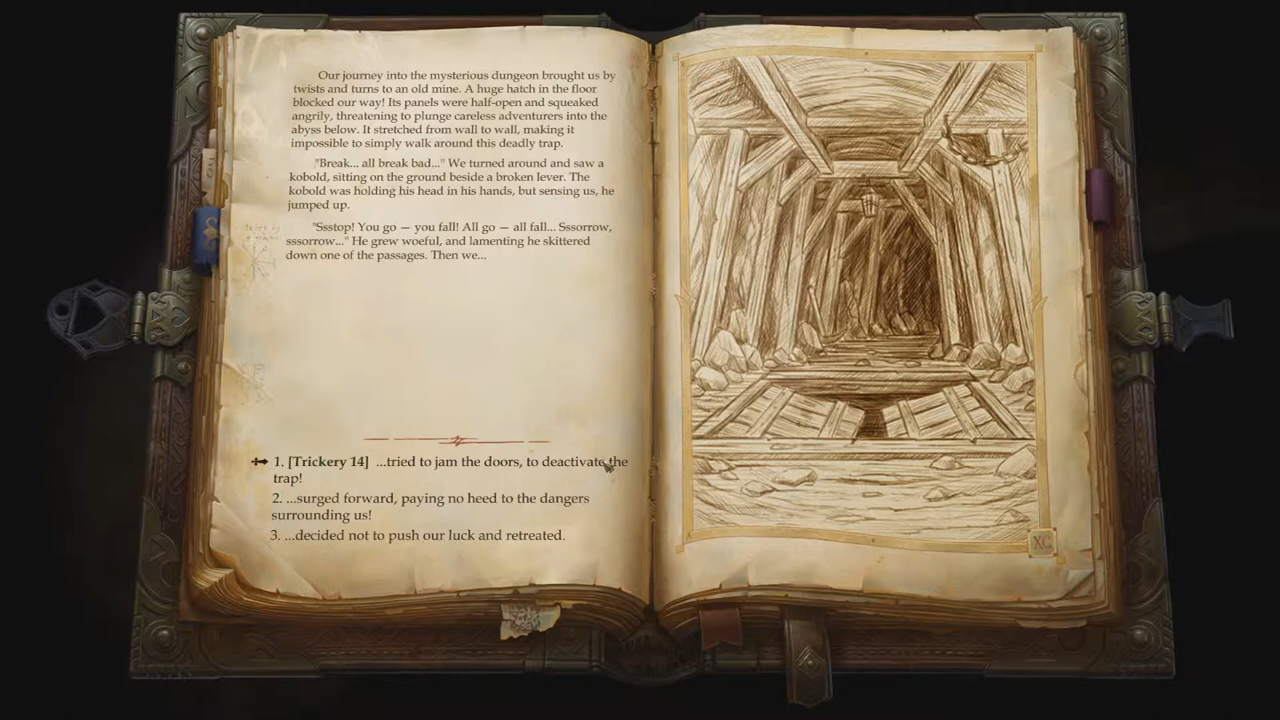 Our journey into the mysterious dungeon brought us by
twists and turns to an old mine. A huge hatch in the floor
blocked our way! Its panels were half-open and squeaked
angrily, threatening to plunge careless adventurers into the
abyss below. It stretched from wall to wall, making it
impossible to simply walk around this deadly trap.
"Break... all break bad..." We turned around and saw a
kobold, sitting on the ground beside a broken lever. The
kobold was holding his head in his hands, but sensing us, he
jumped up.
"Ssstop! You go — you fall! All go — all fall... Sssorrow,
sssorrow..." He grew woeful, and lamenting he skittered
down one of the passages. Then we...
1. [Trickery 14] ...tried to jam the doors, to deactivate the
trap!
2. ...surged forward, paying no heed to the dangers
surrounding us!
3. ...decided not to push our luck and retreated.
XC